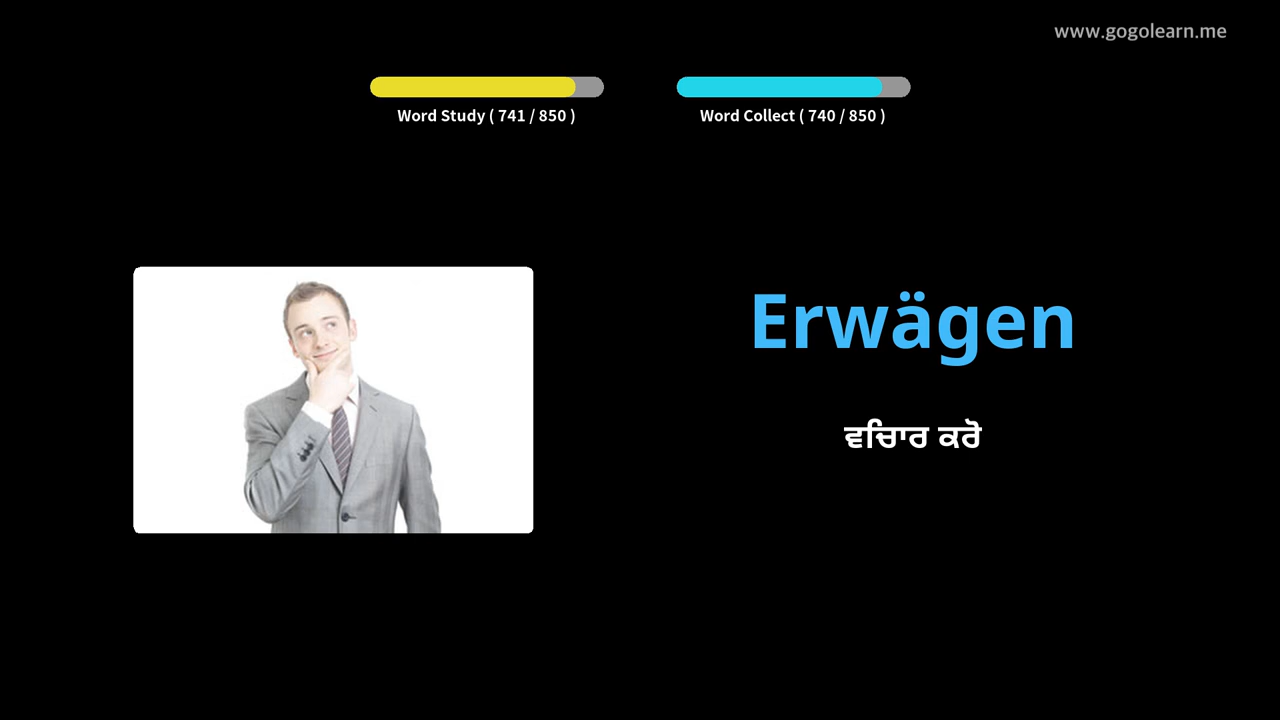 www.gogolearn.me
Word Study ( 741 / 850 )
Word Collect ( 740 / 850 )
Erwägen
ਵਿਚਾਰ ਕਰੋ